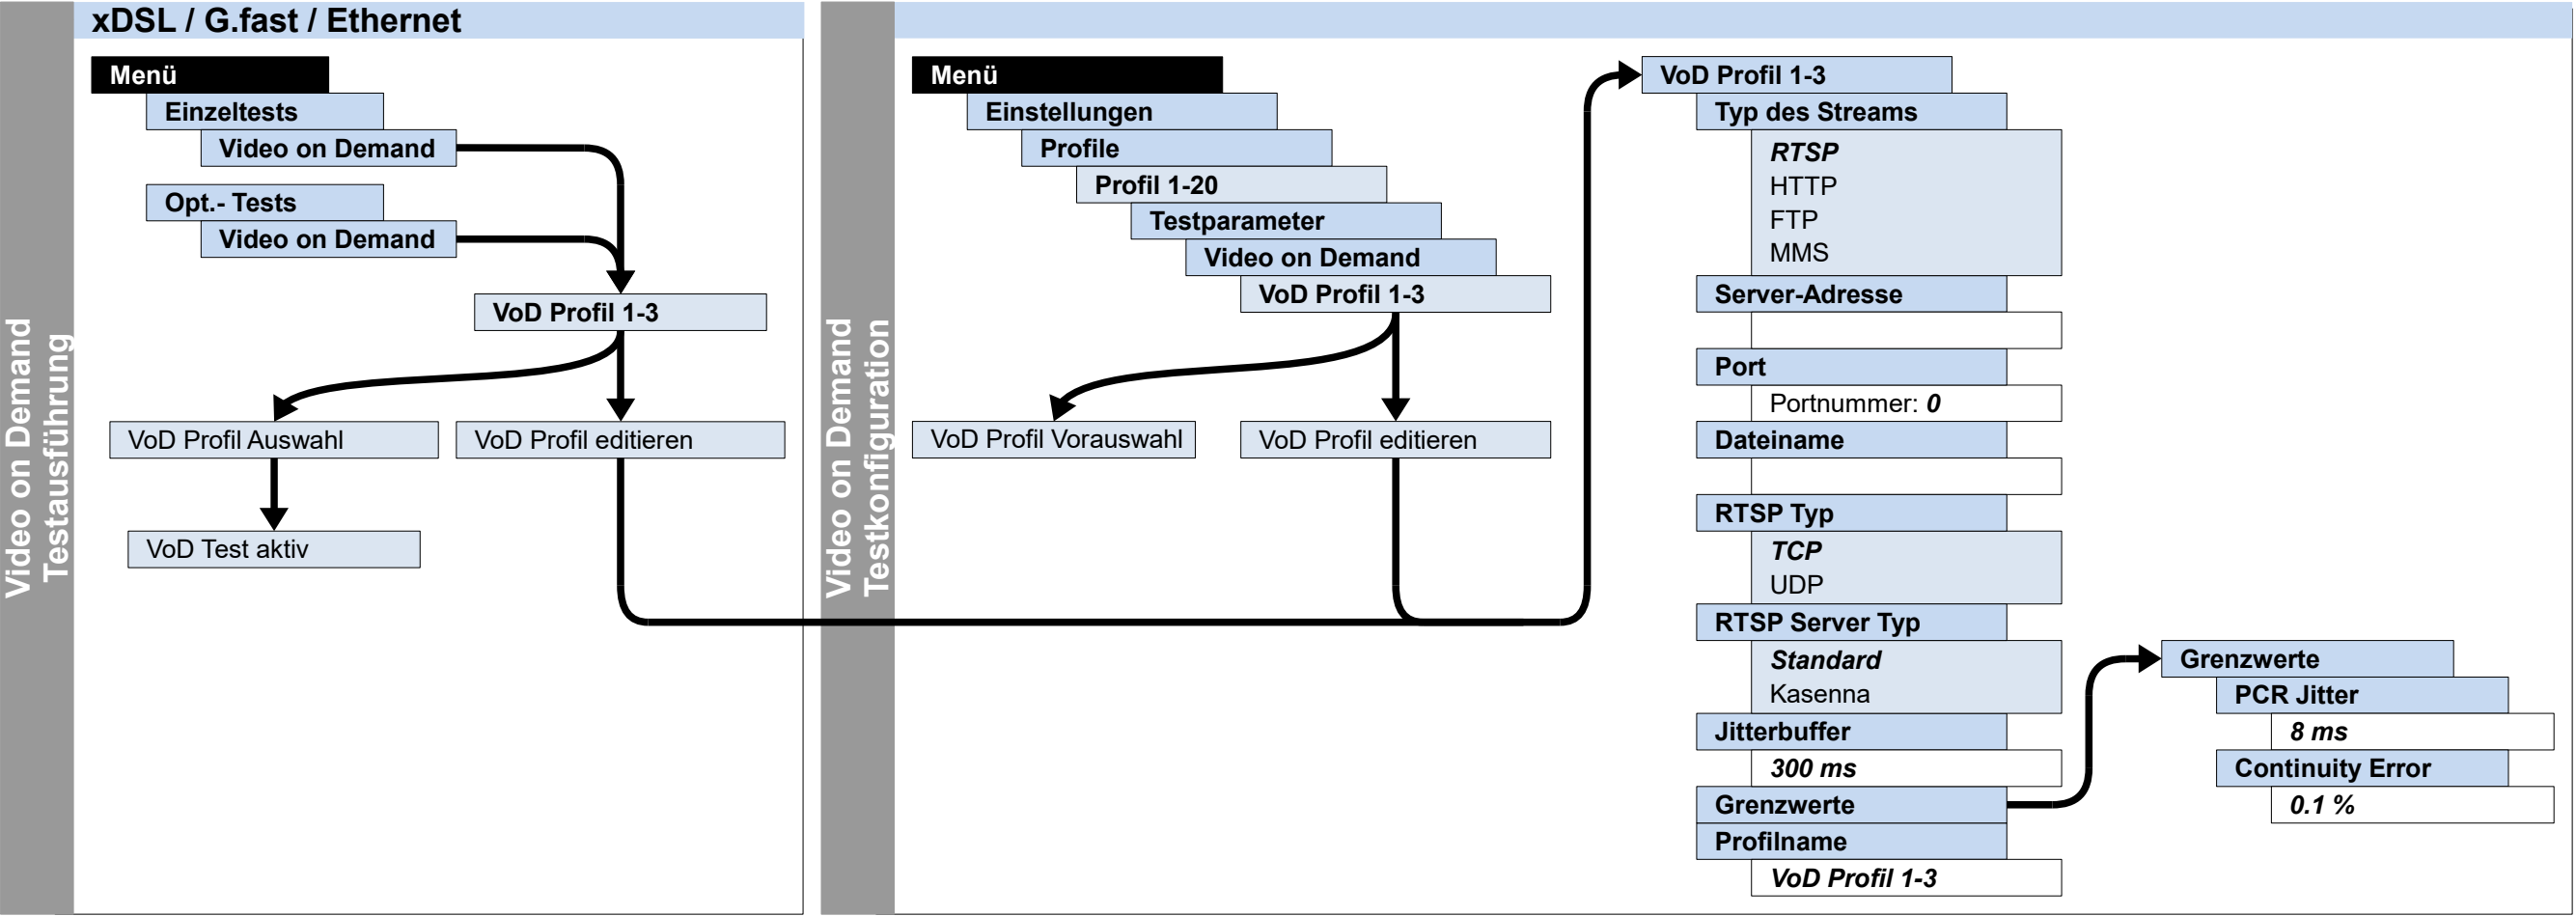 xDSL / G.fast / Ethernet
Video on Demand
Testausführung
Menü
Einzeltests
Video on Demand
Opt.- Tests
Video on Demand
VoD Profil 1-3
VoD Profil Auswahl
VoD Profil editieren
VoD Test aktiv
Video on Demand
Testkonfiguration
Menü
Einstellungen
Profile
Profil 1-20
Testparameter
Video on Demand
VoD Profil 1-3
VoD Profil Vorauswahl
VoD Profil editieren
VoD Profil 1-3
Typ des Streams
RTSP
HTTP
FTP
MMS
Server-Adresse
Port
Portnummer: 0
Dateiname
RTSP Typ
TCP
UDP
RTSP Server Typ
Standard
Kasenna
Jitterbuffer
300 ms
Grenzwerte
Profilname
VoD Profil 1-3
Grenzwerte
PCR Jitter
8 ms
Continuity Error
0.1 %